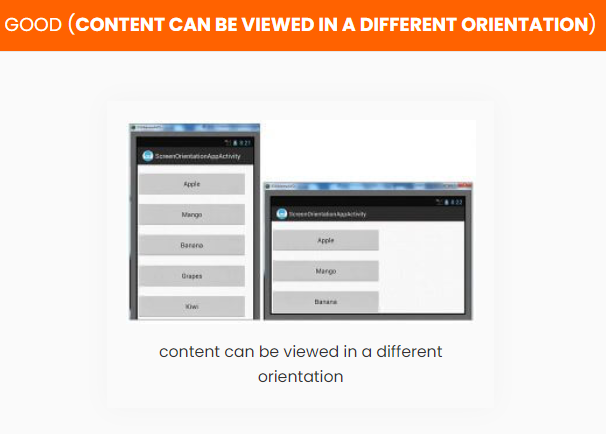 GOOD (CONTENT CAN BE VIEWED IN A DIFFERENT ORIENTATION)
8:21
ScreenOrientationAppActivity
Apple
Mango
Banana
Grapes
Kiwi
8:22
ScreenOrientationAppActivity
Apple
Mango
Banana
content can be viewed in a different
orientation